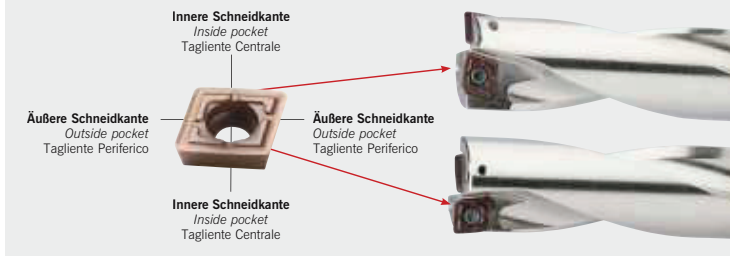 Innere Schneidkante
Inside pocket
Tagliente Centrale
Äußere Schneidkante
Outside pocket
Tagliente Periferico
Äußere Schneidkante
Outside pocket
Tagliente Periferico
Innere Schneidkante
Inside pocket
Tagliente Centrale